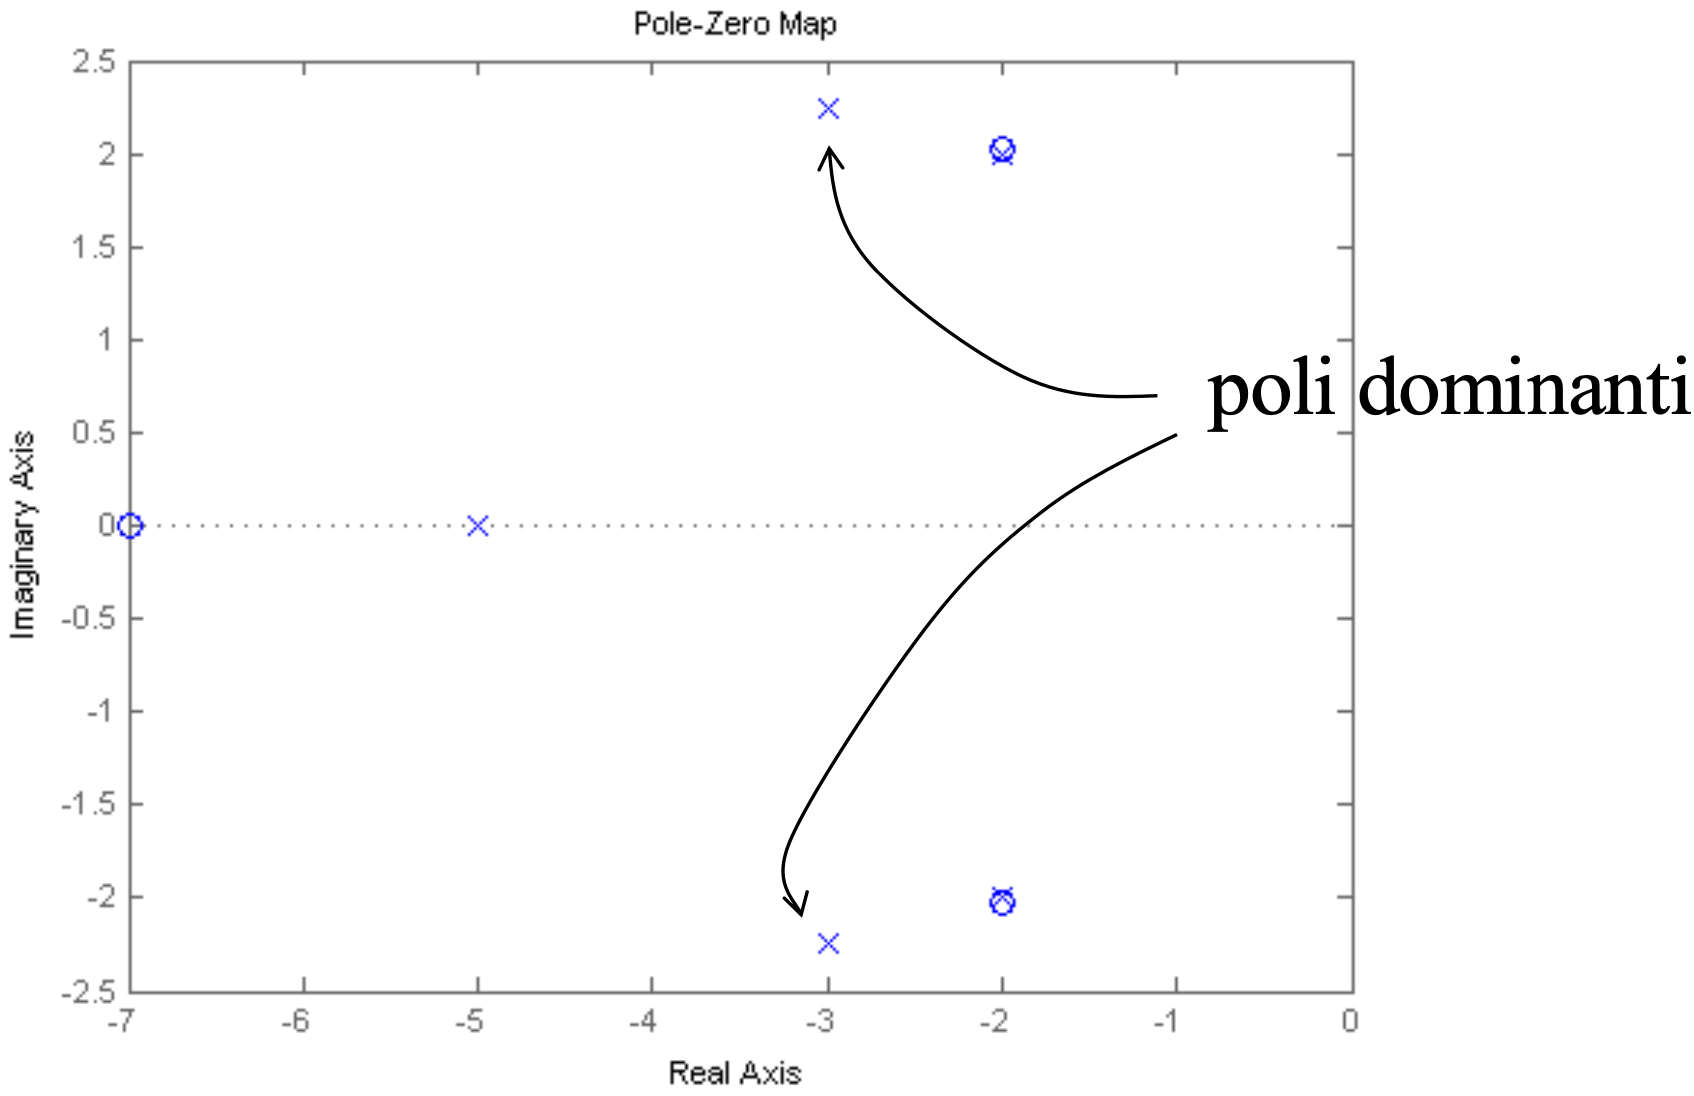 Pole-Zero Map
2.5
2
1.5
1
0.5
0
-0.5
-1
-1.5
-2
-2.5
Imaginary Axis
poli dominanti
-7 -6 -5 -4 -3 -2 -1 0
Real Axis